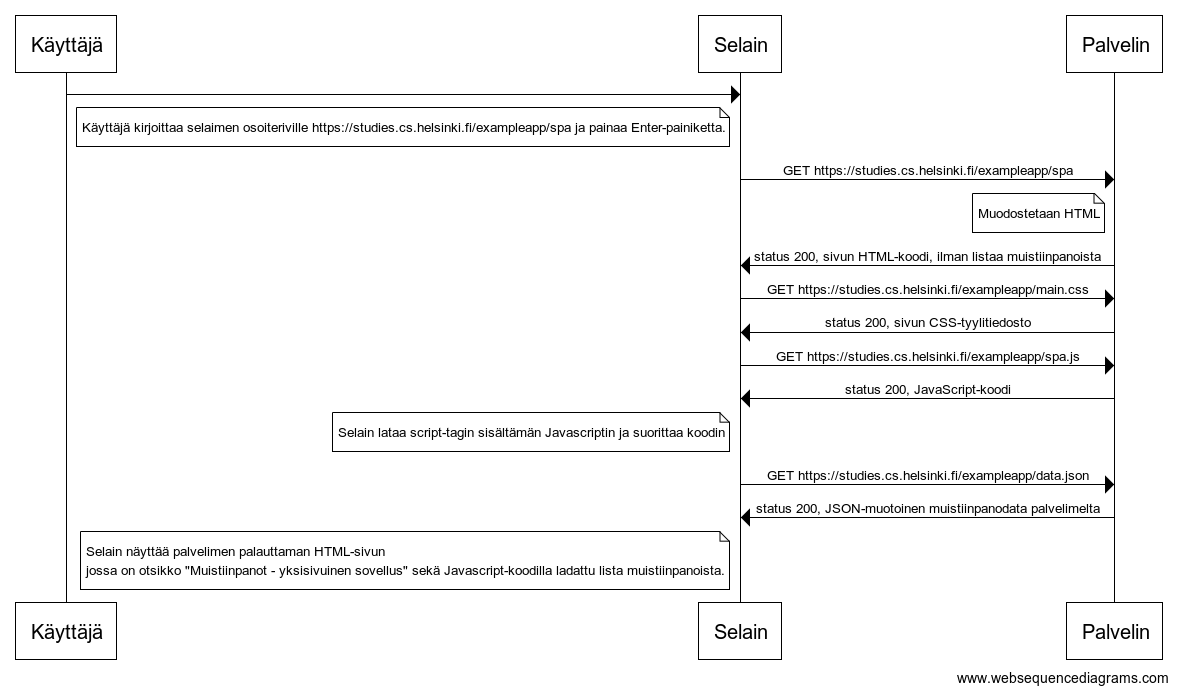 Käyttäjä
Selain
Palvelin
Käyttäjä kirjoittaa selaimen osoiteriville https://studies.cs.helsinki.fi/exampleapp/spa ja painaa Enter-painiketta.
GET https://studies.cs.helsinki.fi/exampleapp/spa
Muodostetaan HTML
status 200, sivun HTML-koodi, ilman listaa muistiinpanoista
GET https://studies.cs.helsinki.fi/exampleapp/main.css
status 200, sivun CSS-tyylitiedosto
GET https://studies.cs.helsinki.fi/exampleapp/spa.js
status 200, JavaScript-koodi
Selain lataa script-tagin sisältämän Javascriptin ja suorittaa koodin
GET https://studies.cs.helsinki.fi/exampleapp/data.json
status 200, JSON-muotoinen muistiinpanodata palvelimelta
Selain näyttää palvelimen palauttaman HTML-sivun
jossa on otsikko "Muistiinpanot - yksisivuinen sovellus" sekä Javascript-koodilla ladattu lista muistiinpanoista.
Käyttäjä
Selain
Palvelin
www.websequencediagrams.com